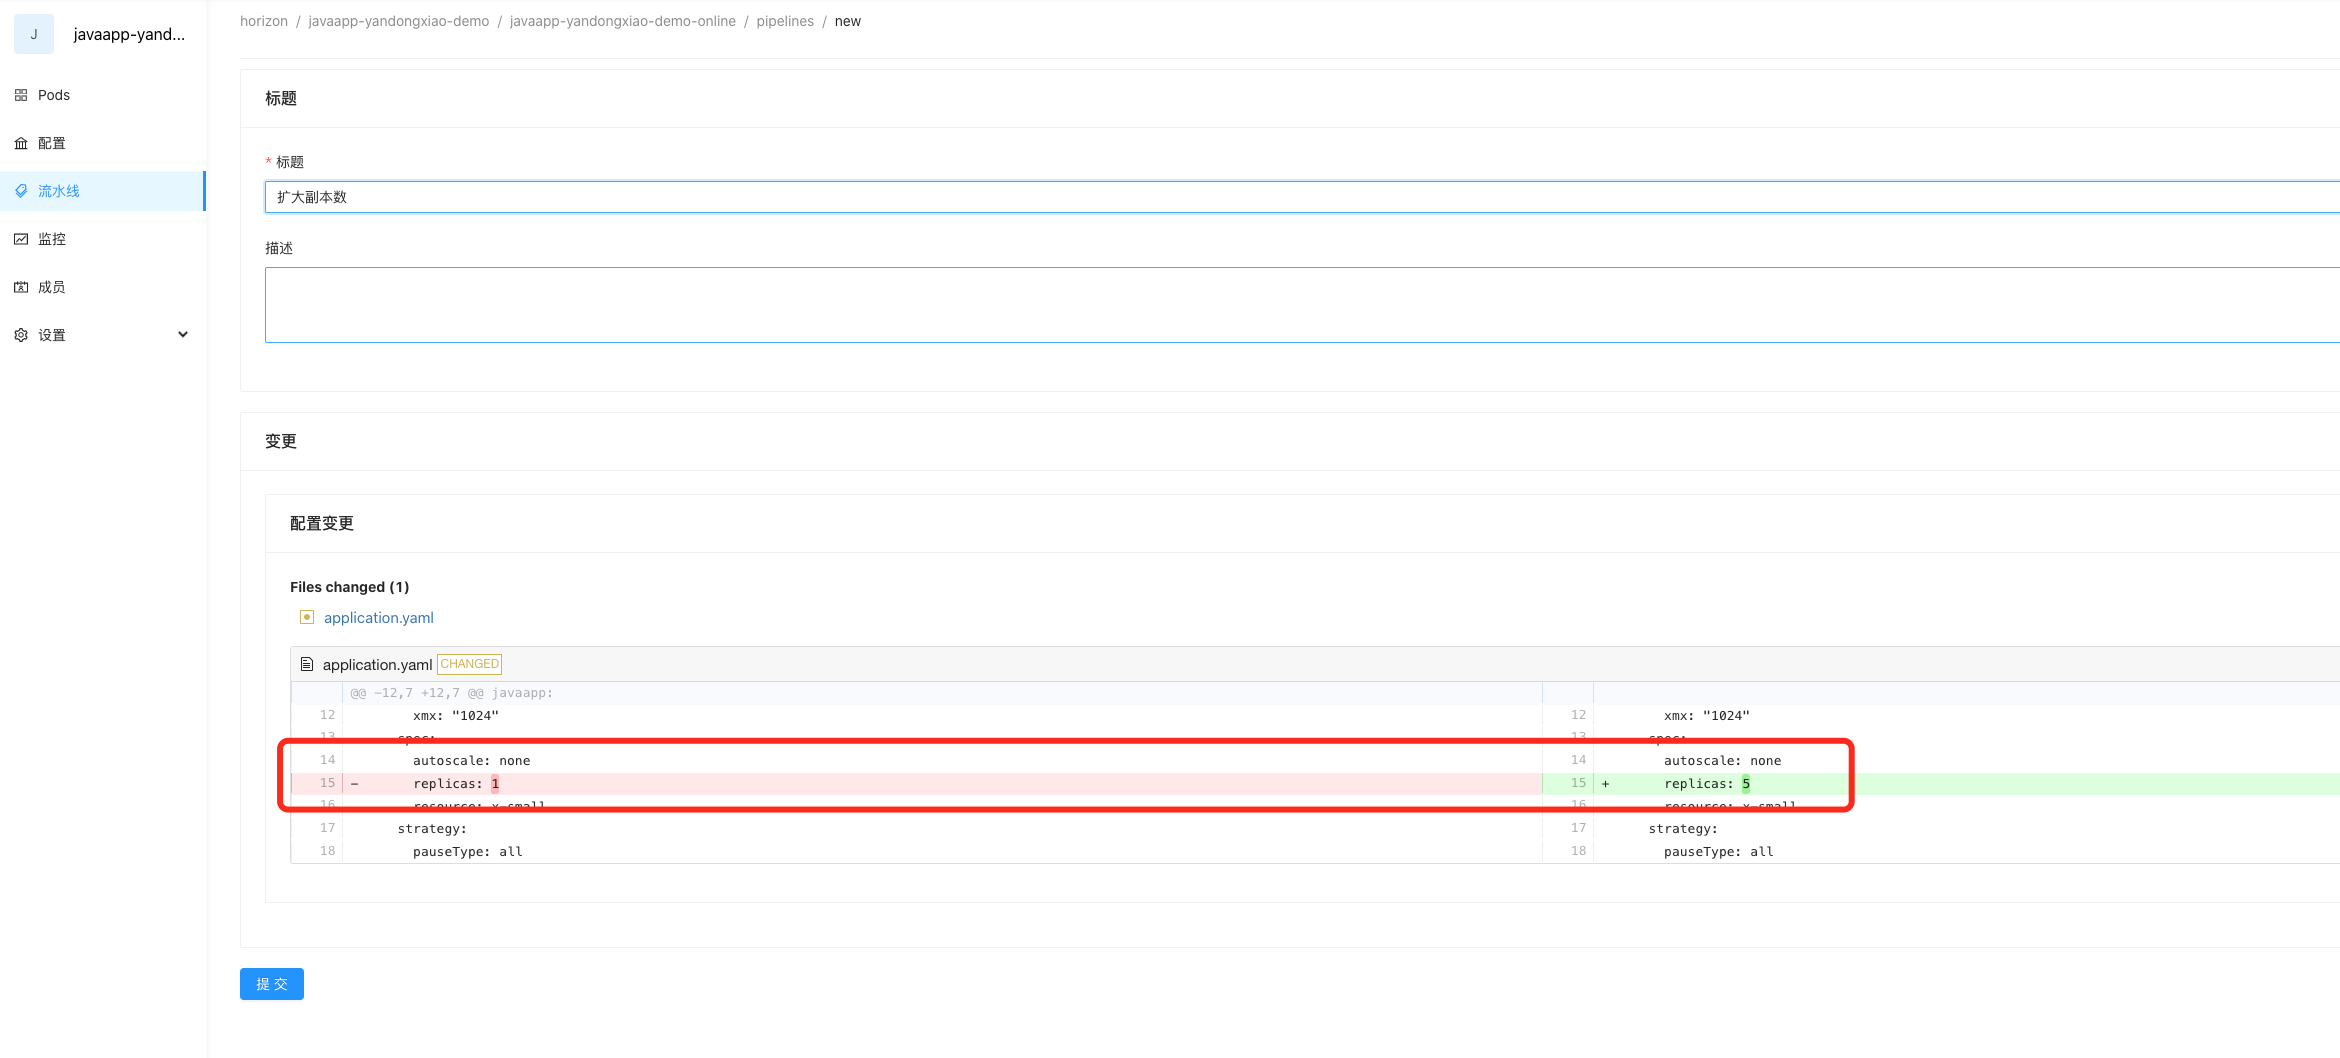 J
javaapp-yand...
Pods
配置
流水线
监控
成员
设置
horizon / javaapp-yandongxiao-demo / javaapp-yandongxiao-demo-online / pipelines / new
标题
* 标题
扩大副本数
描述
变更
配置变更
Files changed (1)
application.yaml
application.yaml CHANGED
@@ -12,7 +12,7 @@ javaapp:
12 xmx: "1024" 12 xmx: "1024"
13 spec: 13 spec:
14 autoscale: none 14 autoscale: none
15 - replicas: 1 15 + replicas: 5
16 resource: x-small 16 resource: x-small
17 strategy: 17 strategy:
18 pauseType: all 18 pauseType: all
提 交